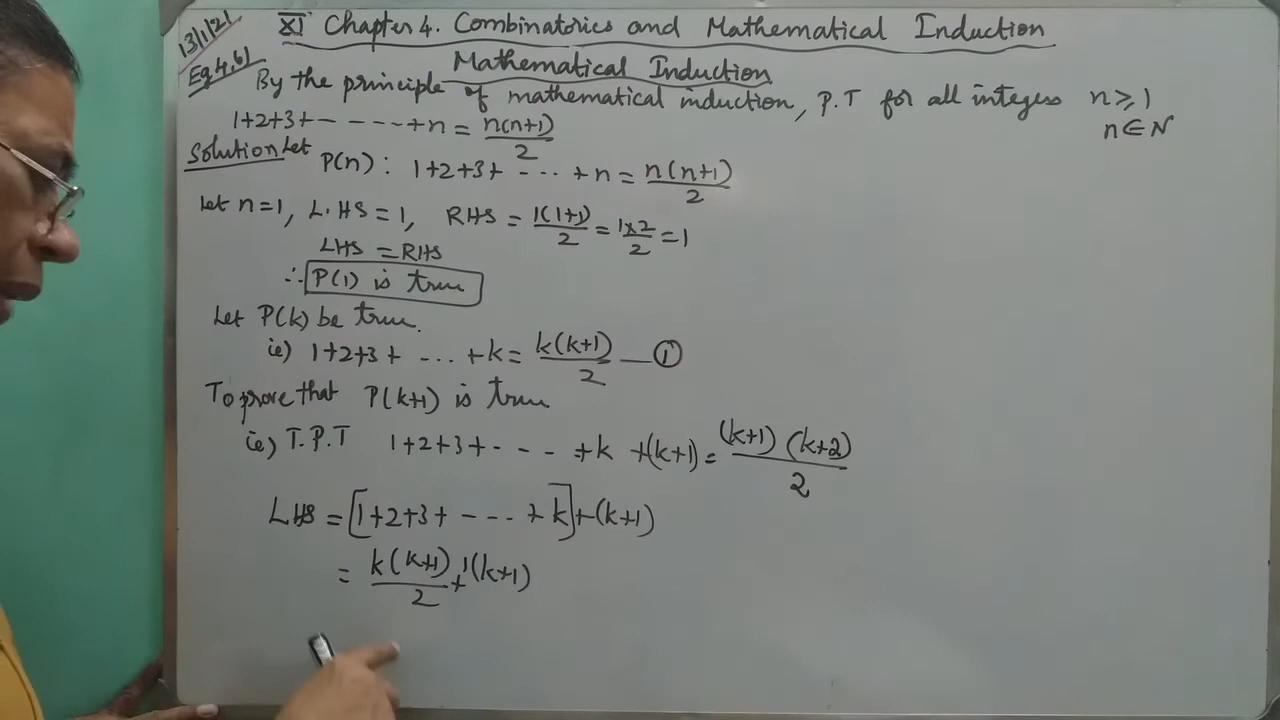 13/1/21
XI Chapter 4. Combinatorics and Mathematical Induction
Mathematical Induction
Eg 4.61
By the principle of mathematical induction, P.T for all integers n ≥ 1
n ∈ N
1+2+3+ - - - - - + n = n(n+1)/2
Solution Let P(n) : 1+2+3+ - ... + n = n(n+1)/2
Let n=1, L.HS = 1, RHS = 1(1+1)/2 = 1×2/2 = 1
LHS = RHS
∴ P(1) is true
Let P(k) be true.
ie) 1+2+3+ - ... + k = k(k+1)/2 — ①
To prove that P(k+1) is true
ie) T.P.T 1+2+3+ - - - - + k + (k+1) = (k+1)(k+2)/2
LHS = [1+2+3+ - - ... + k] + (k+1)
= k(k+1)/2 + 1(k+1)